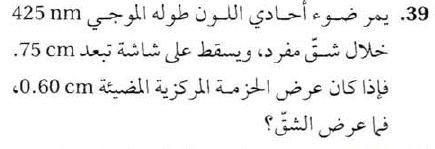 39. يمر ضوء أحادي اللون طوله الموجي 425 nm
خلال شقّ مفرد، ويسقط على شاشة تبعد 75 cm.
فإذا كان عرض الحزمة المركزية المضيئة 0.60 cm،
فما عرض الشقّ؟